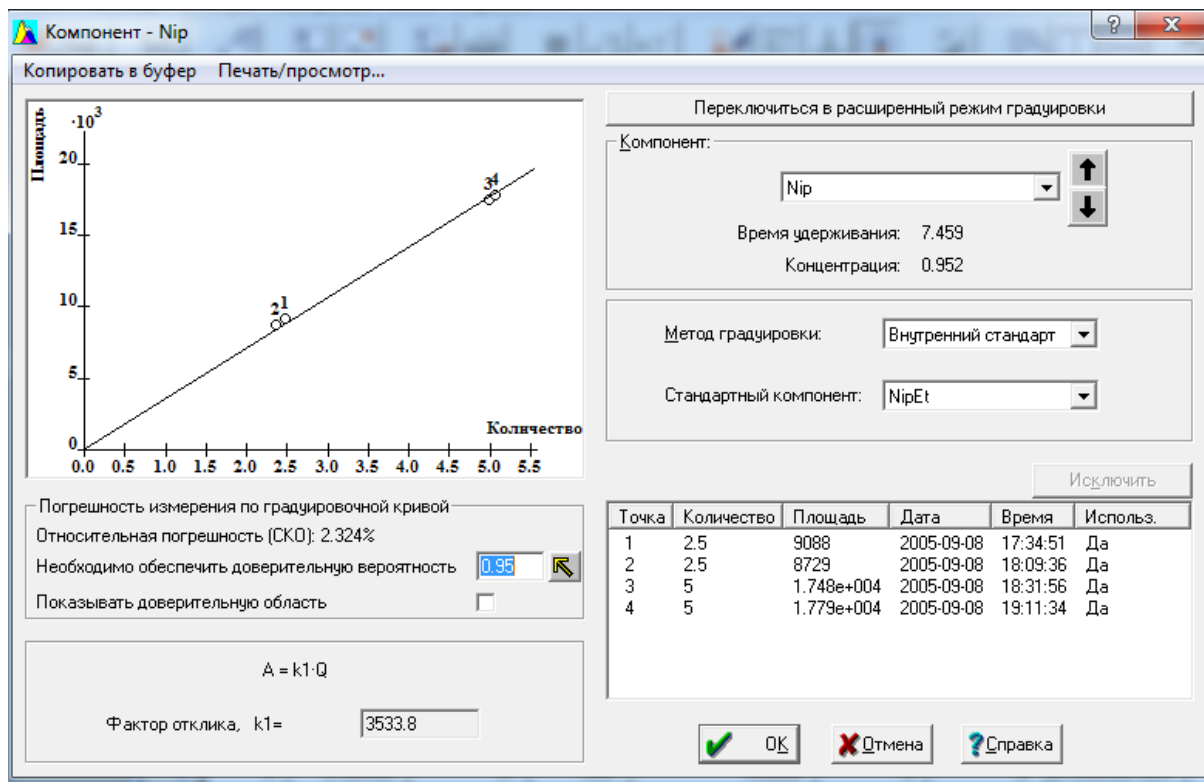 Компонент - Nip
Копировать в буфер Печать/просмотр...
Площадь
·10³
20
15
10
5
0
2 1
3 4
Количество
0.0 0.5 1.0 1.5 2.0 2.5 3.0 3.5 4.0 4.5 5.0 5.5
Погрешность измерения по градуировочной кривой
Относительная погрешность (СКО): 2.324%
Необходимо обеспечить доверительную вероятность 0.95
Показывать доверительную область
A = k1·Q
Фактор отклика, k1= 3533.8
Переключиться в расширенный режим градуировки
Компонент:
Nip
Время удерживания: 7.459
Концентрация: 0.952
Метод градуировки: Внутренний стандарт
Стандартный компонент: NipEt
Исключить
Точка Количество Площадь Дата Время Использ.
1 2.5 9088 2005-09-08 17:34:51 Да
2 2.5 8729 2005-09-08 18:09:36 Да
3 5 1.748e+004 2005-09-08 18:31:56 Да
4 5 1.779e+004 2005-09-08 19:11:34 Да
OK Отмена ?Справка